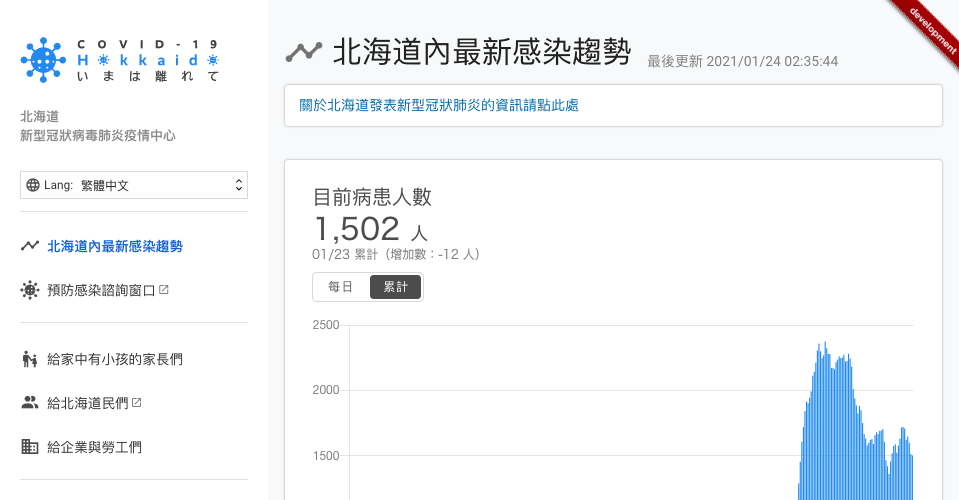 COVID-19
Hokkaido
いまは離れて
北海道
新型冠狀病毒肺炎疫情中心
Lang: 繁體中文
北海道內最新感染趨勢
預防感染諮詢窗口
給家中有小孩的家長們
給北海道民們
給企業與勞工們
development
北海道內最新感染趨勢
最後更新 2021/01/24 02:35:44
關於北海道發表新型冠狀肺炎的資訊請點此處
目前病患人數
1,502 人
01/23 累計（增加數：-12 人）
每日 累計
2500
2000
1500